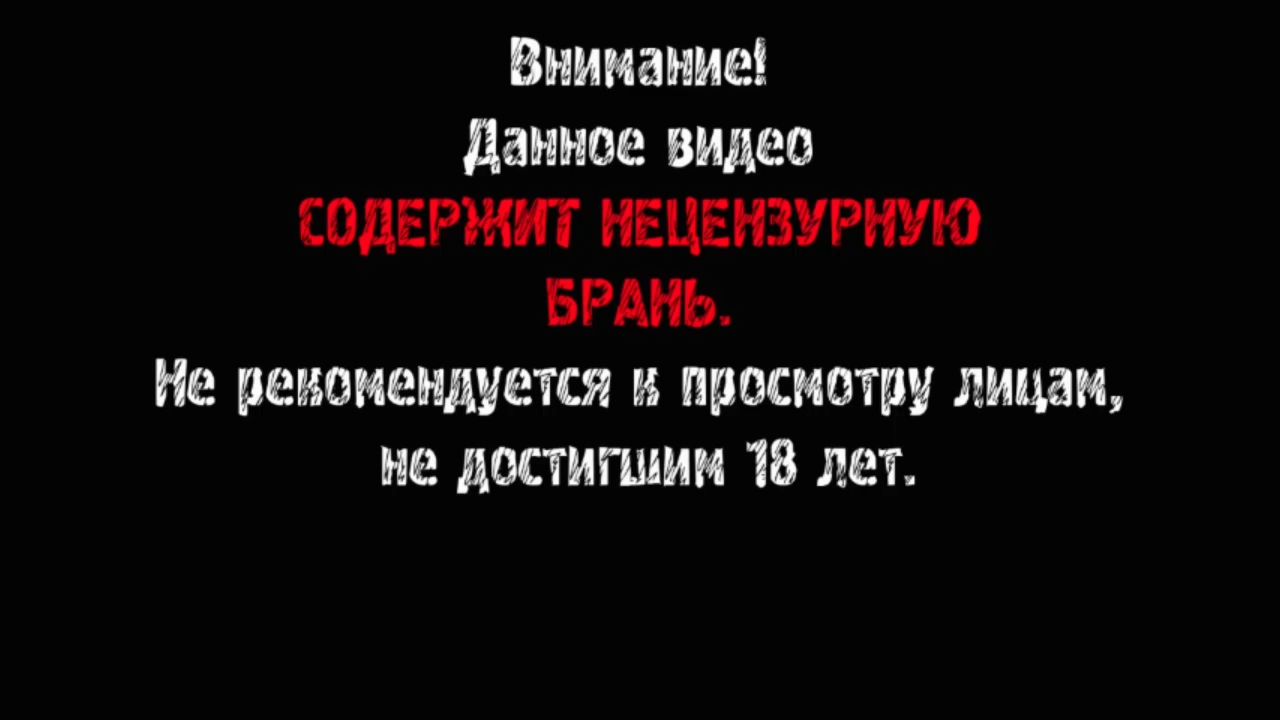 Внимание!
Данное видео
СОДЕРЖИТ НЕЦЕНЗУРНУЮ
БРАНЬ.
Не рекомендуется к просмотру лицам,
не достигшим 18 лет.